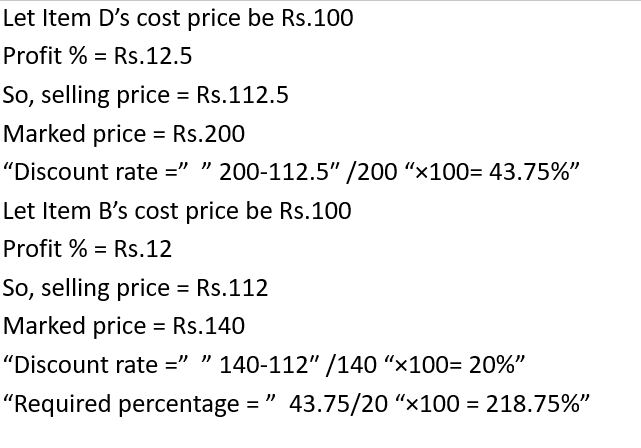 Let Item D’s cost price be Rs.100
Profit % = Rs.12.5
So, selling price = Rs.112.5
Marked price = Rs.200
“Discount rate =”  ” 200-112.5” /200 “×100= 43.75%”
Let Item B’s cost price be Rs.100
Profit % = Rs.12
So, selling price = Rs.112
Marked price = Rs.140
“Discount rate =”  ” 140-112” /140 “×100= 20%”
“Required percentage = ”  43.75/20 “×100 = 218.75%”